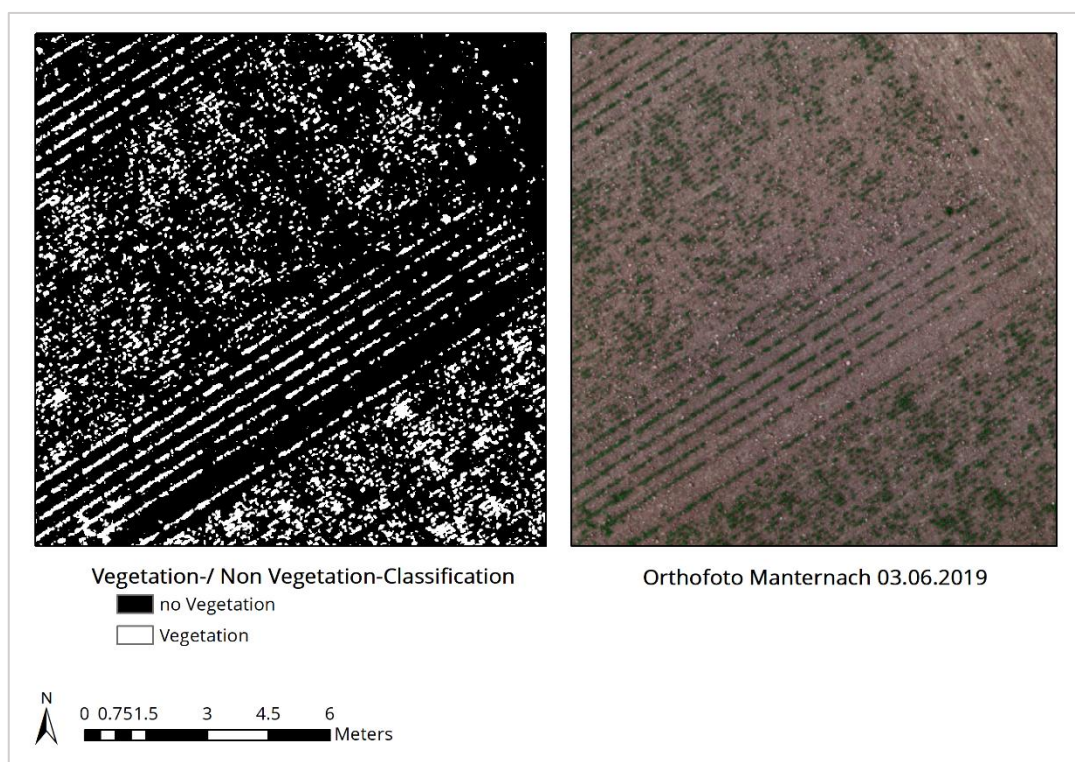 Vegetation-/ Non Vegetation-Classification
no Vegetation
Vegetation
Orthofoto Manternach 03.06.2019
N
0 0.751.5 3 4.5 6
Meters